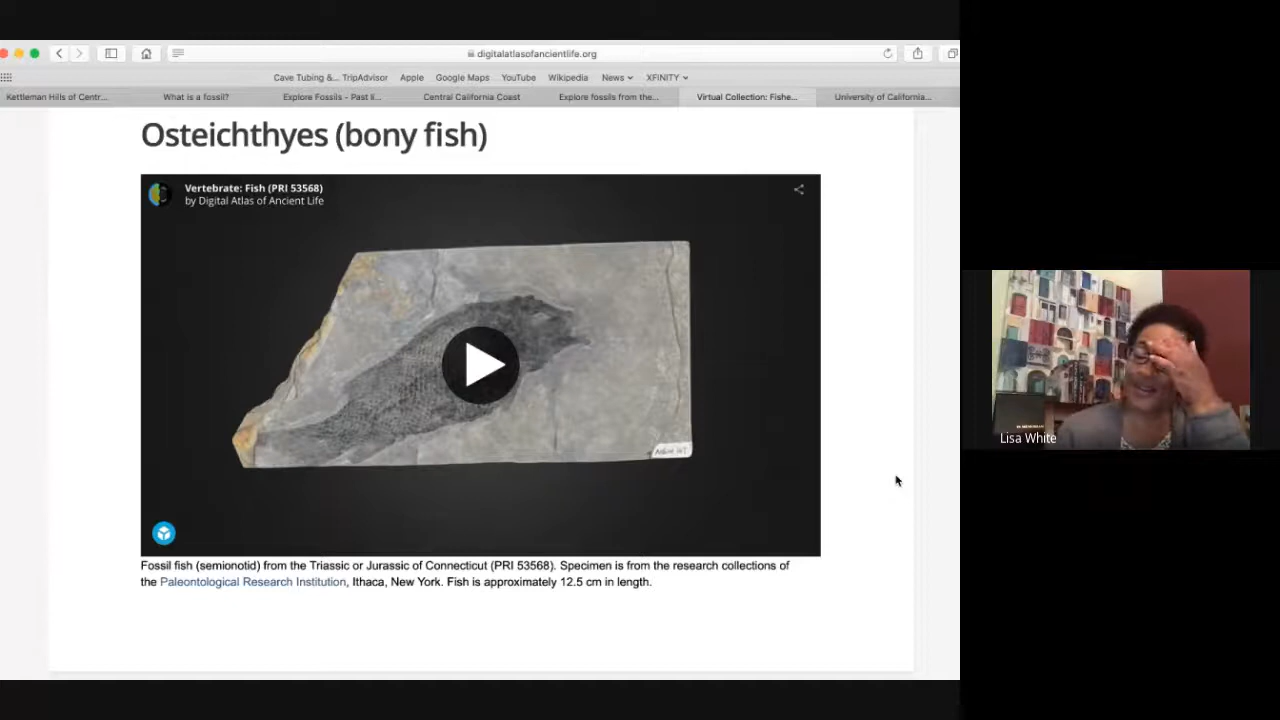 digitalatlasofancientlife.org
Cave Tubing &... TripAdvisor Apple Google Maps YouTube Wikipedia News XFINITY
Kettleman Hills of Centr... What is a fossil? Explore Fossils - Past li... Central California Coast Explore fossils from the... Virtual Collection: Fishe... University of California...
Osteichthyes (bony fish)
Vertebrate: Fish (PRI 53568)
by Digital Atlas of Ancient Life
Fossil fish (semionotid) from the Triassic or Jurassic of Connecticut (PRI 53568). Specimen is from the research collections of
the Paleontological Research Institution, Ithaca, New York. Fish is approximately 12.5 cm in length.
Lisa White